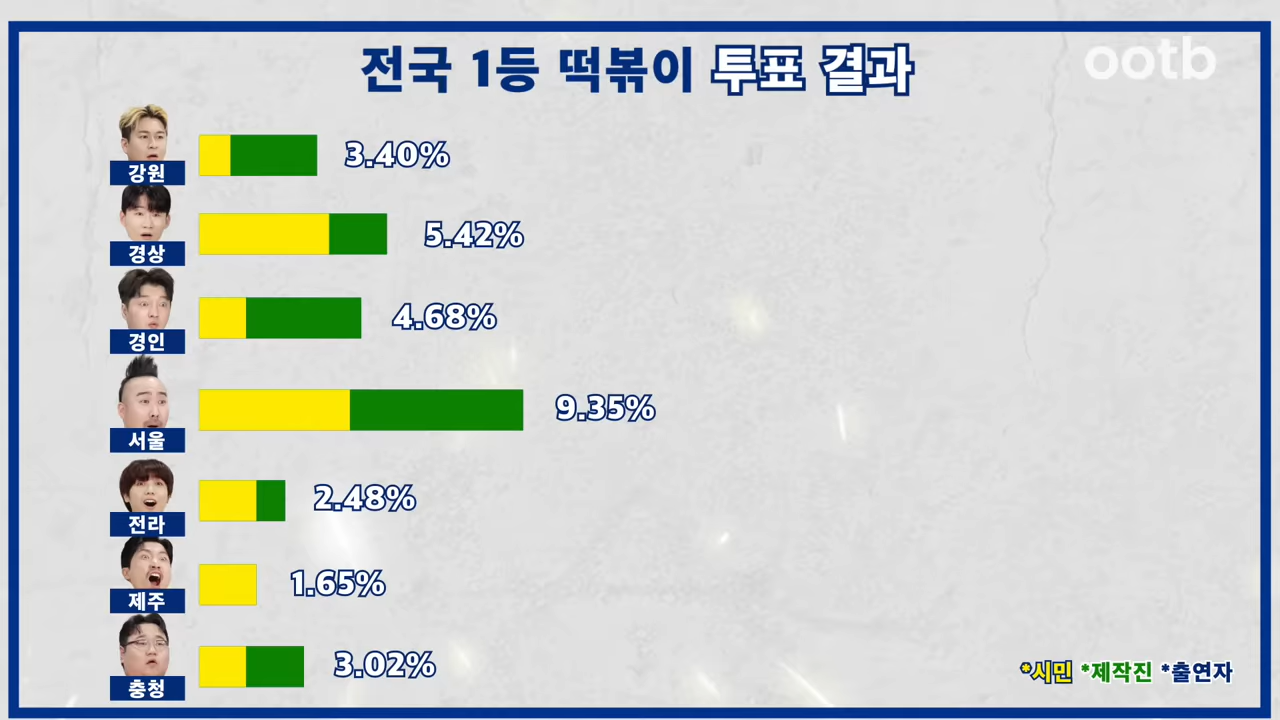 전국 1등 떡볶이 투표 결과
ootb
강원
3.40%
경상
5.42%
경인
4.68%
서울
9.35%
전라
2.48%
제주
1.65%
충청
3.02%
*시민 *제작진 *출연자